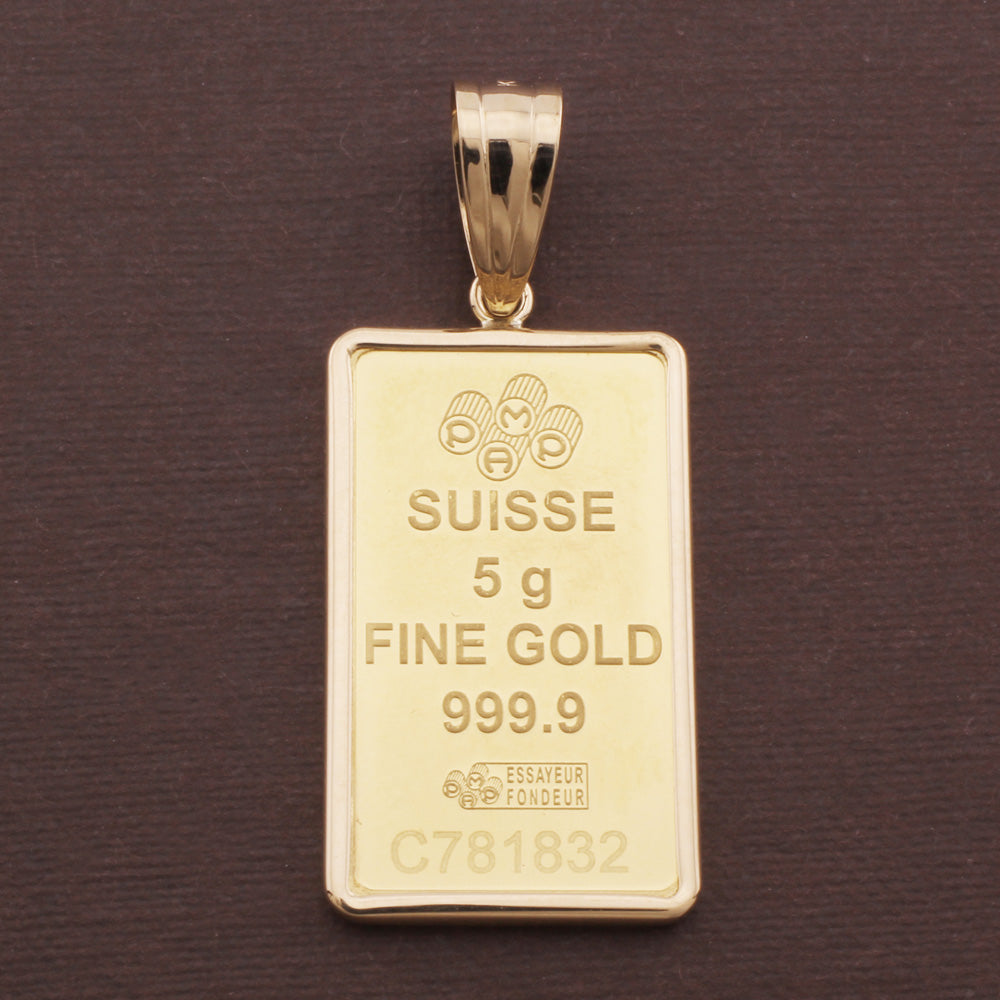 PAMP
SUISSE
5 g
FINE GOLD
999.9
PAMP ESSAYEUR
FONDEUR
C781832